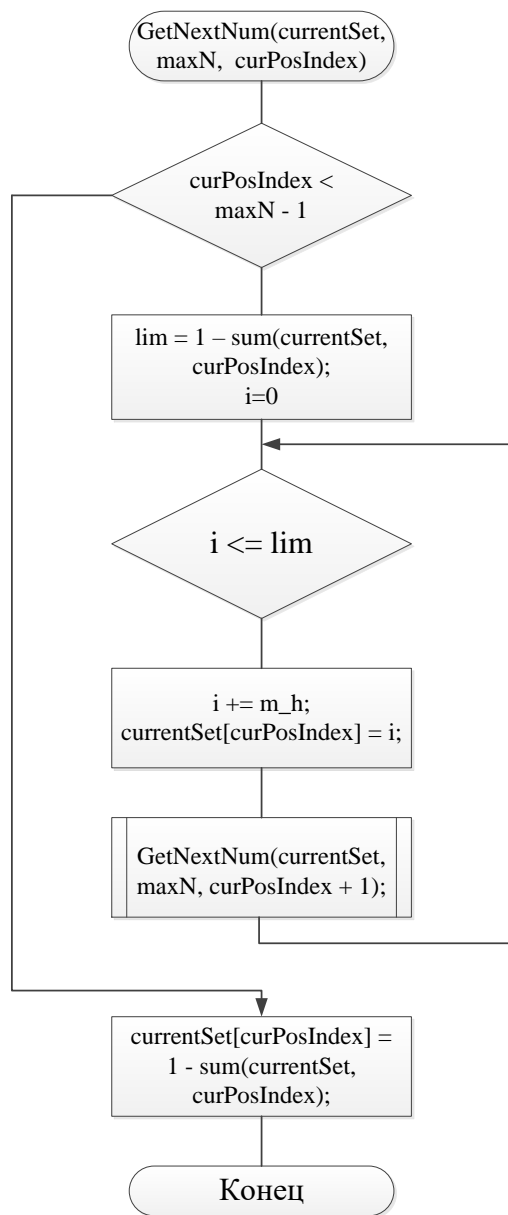 GetNextNum(currentSet,
maxN, curPosIndex)
curPosIndex <
maxN - 1
lim = 1 – sum(currentSet,
curPosIndex);
i=0
i <= lim
i += m_h;
currentSet[curPosIndex] = i;
GetNextNum(currentSet,
maxN, curPosIndex + 1);
currentSet[curPosIndex] =
1 - sum(currentSet,
curPosIndex);
Конец